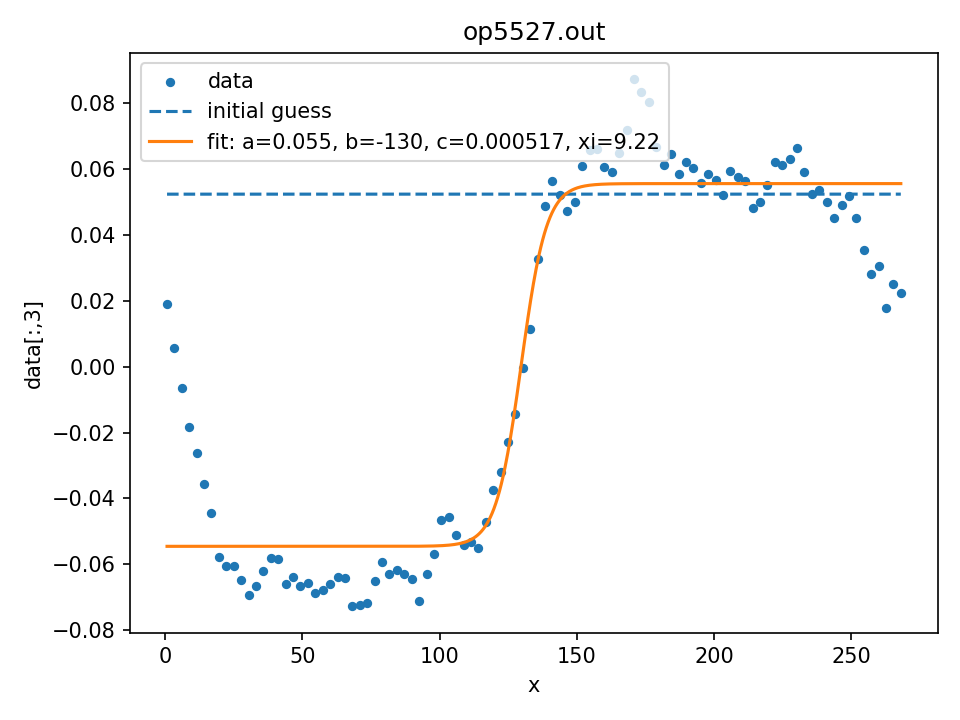 op5527.out
data
initial guess
fit: a=0.055, b=-130, c=0.000517, xi=9.22
0.08
0.06
0.04
0.02
0.00
−0.02
−0.04
−0.06
−0.08
data[:,3]
0 50 100 150 200 250
x